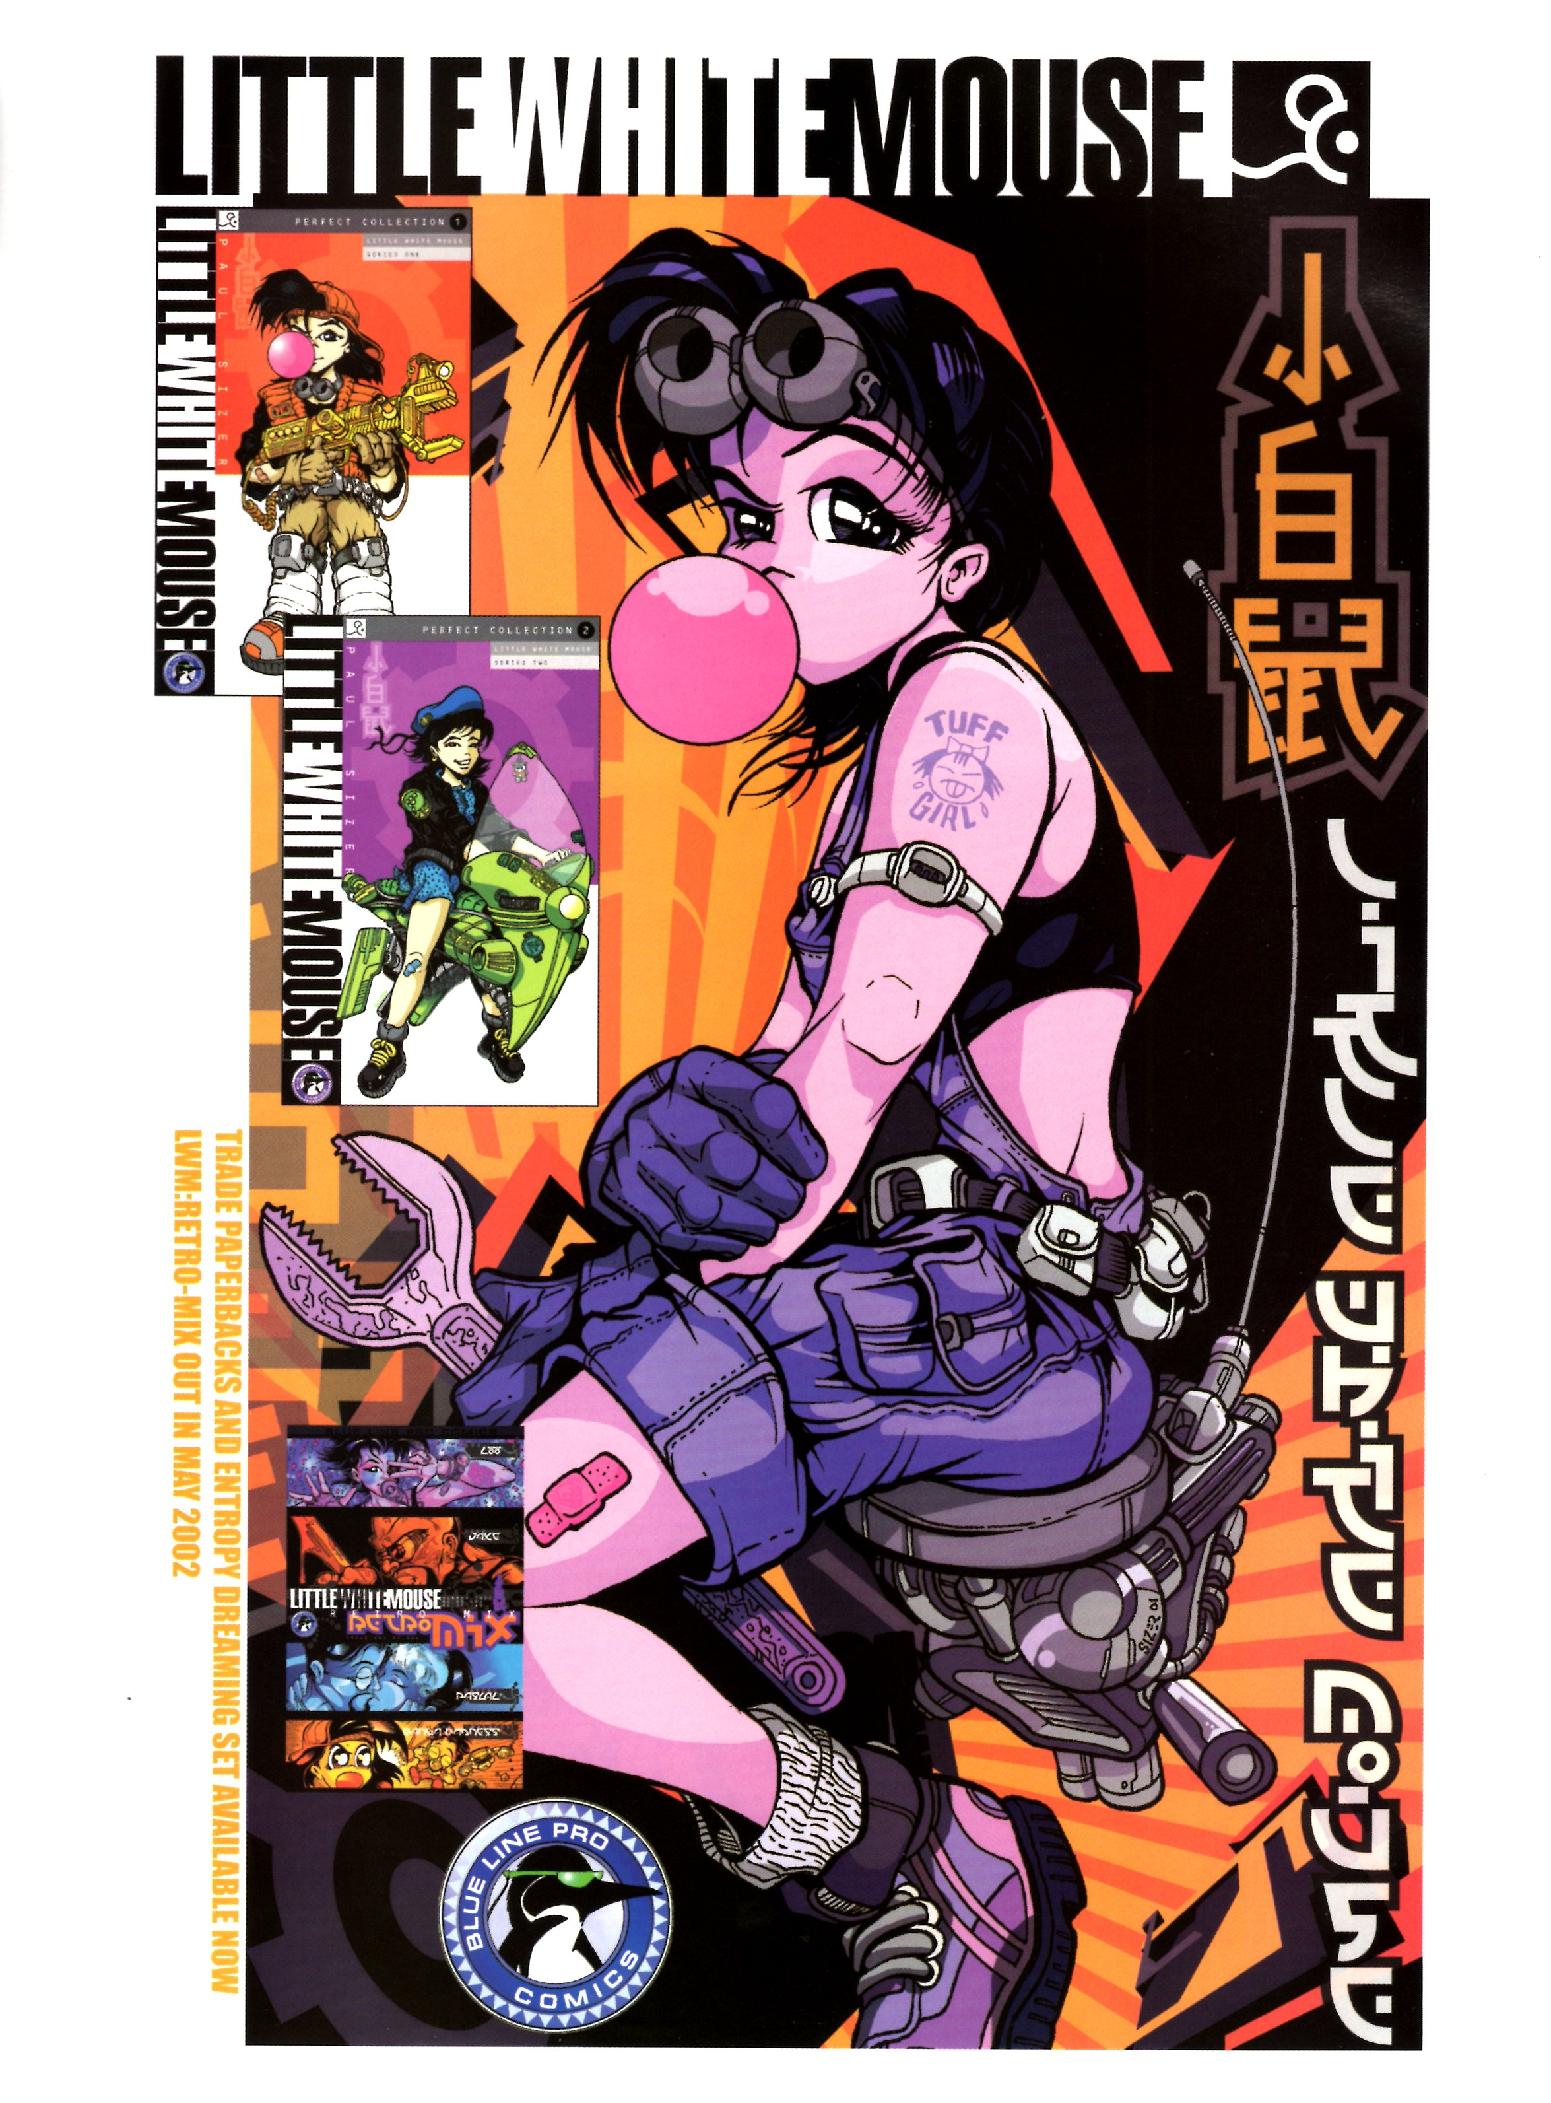 LITTLE WHITE MOUSE
小白鼠
PERFECT COLLECTION 1
LITTLE WHITE MOUSE
SERIES ONE
PAUL SIZER
LITTLE WHITE MOUSE
PERFECT COLLECTION 2
LITTLE WHITE MOUSE
SERIES TWO
小白鼠
PAUL SIZER
LITTLE WHITE MOUSE
TUFF
GIRL
TRADE PAPERBACKS AND ENTROPY DREAMING SET AVAILABLE NOW
LWM:RETRO-MIX OUT IN MAY 2002
LOO
LITTLE WHITE MOUSE
RETRO MIX
SIZER 01
BLUE LINE PRO
COMICS